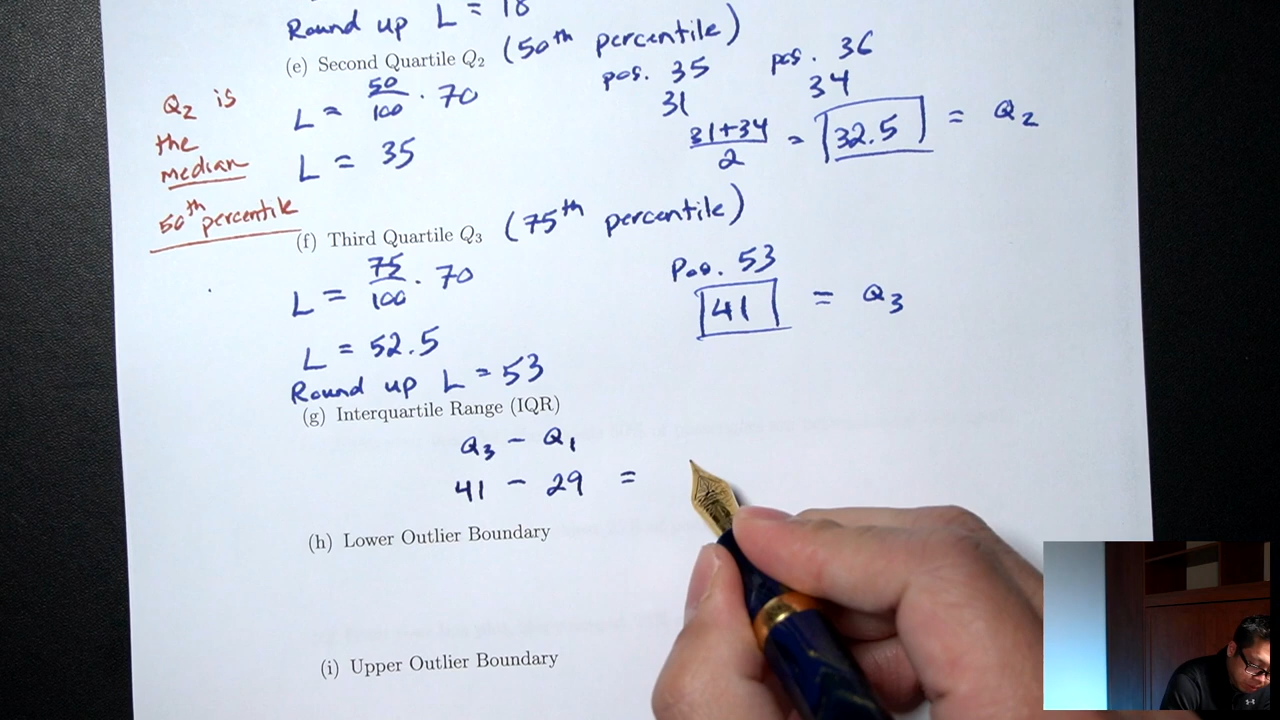 Round up L = 18
(e) Second Quartile Q2 (50th percentile)
pos. 35 pos. 36
31 34
L = 50/100 · 70
31+34/2 = 32.5 = Q2
L = 35
Q2 is
the
median
50th percentile
(f) Third Quartile Q3 (75th percentile)
L = 75/100 · 70
Pos. 53
41 = Q3
L = 52.5
Round up L = 53
(g) Interquartile Range (IQR)
Q3 - Q1
41 - 29 =
(h) Lower Outlier Boundary
(i) Upper Outlier Boundary